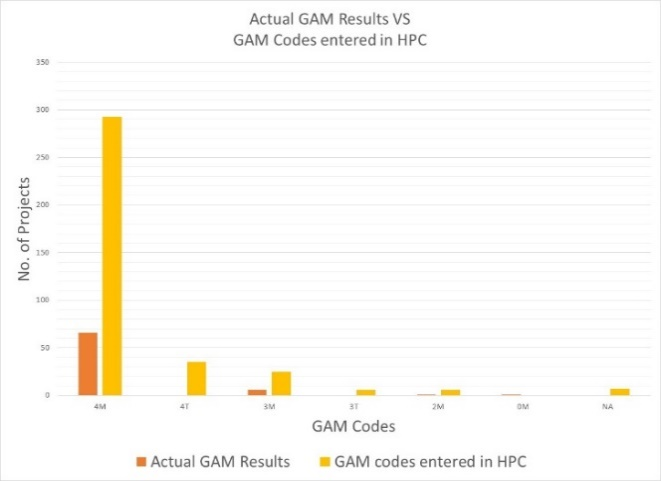 Actual GAM Results VS
GAM Codes entered in HPC
350
300
250
200
150
100
50
0
No. of Projects
4M 4T 3M 3T 2M 0M NA
GAM Codes
Actual GAM Results GAM codes entered in HPC